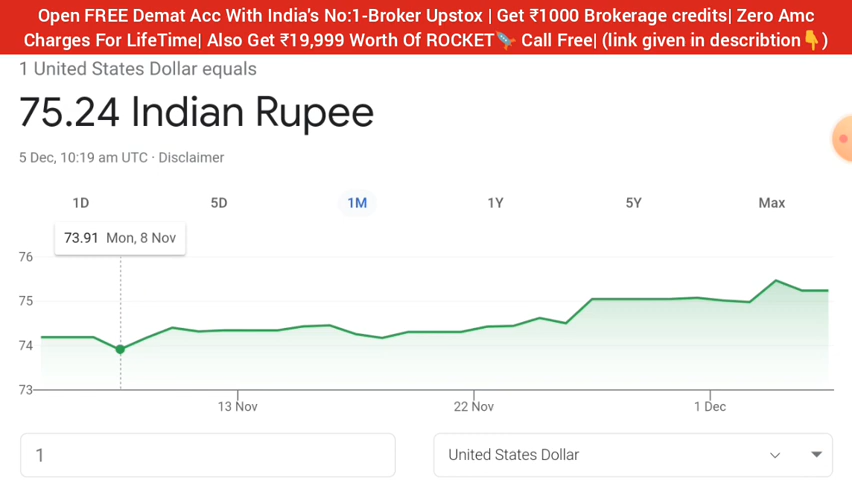 Open FREE Demat Acc With India's No:1-Broker Upstox | Get ₹1000 Brokerage credits| Zero Amc
Charges For LifeTime| Also Get ₹19,999 Worth Of ROCKET🚀 Call Free| (link given in describtion👇)
1 United States Dollar equals
75.24 Indian Rupee
5 Dec, 10:19 am UTC · Disclaimer
1D 5D 1M 1Y 5Y Max
73.91 Mon, 8 Nov
76
75
74
73
13 Nov 22 Nov 1 Dec
1 United States Dollar